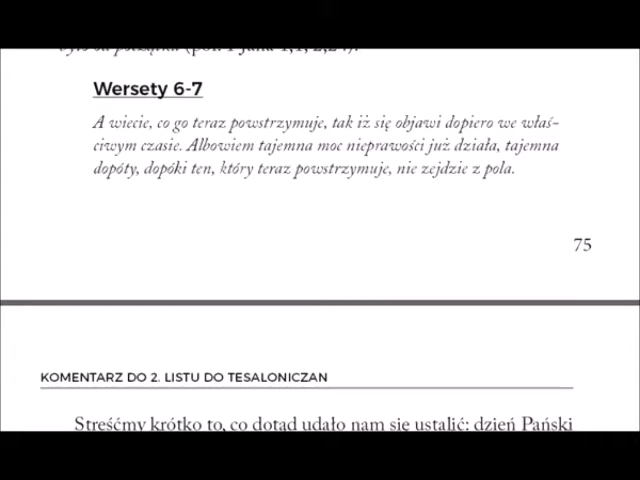 Wersety 6-7
A wiecie, co go teraz powstrzymuje, tak iż się objawi dopiero we właś-
ciwym czasie. Albowiem tajemna moc nieprawości już działa, tajemna
dopóty, dopóki ten, który teraz powstrzymuje, nie zejdzie z pola.
75
KOMENTARZ DO 2. LISTU DO TESALONICZAN
Streśćmy krótko to, co dotąd udało nam się ustalić: dzień Pański